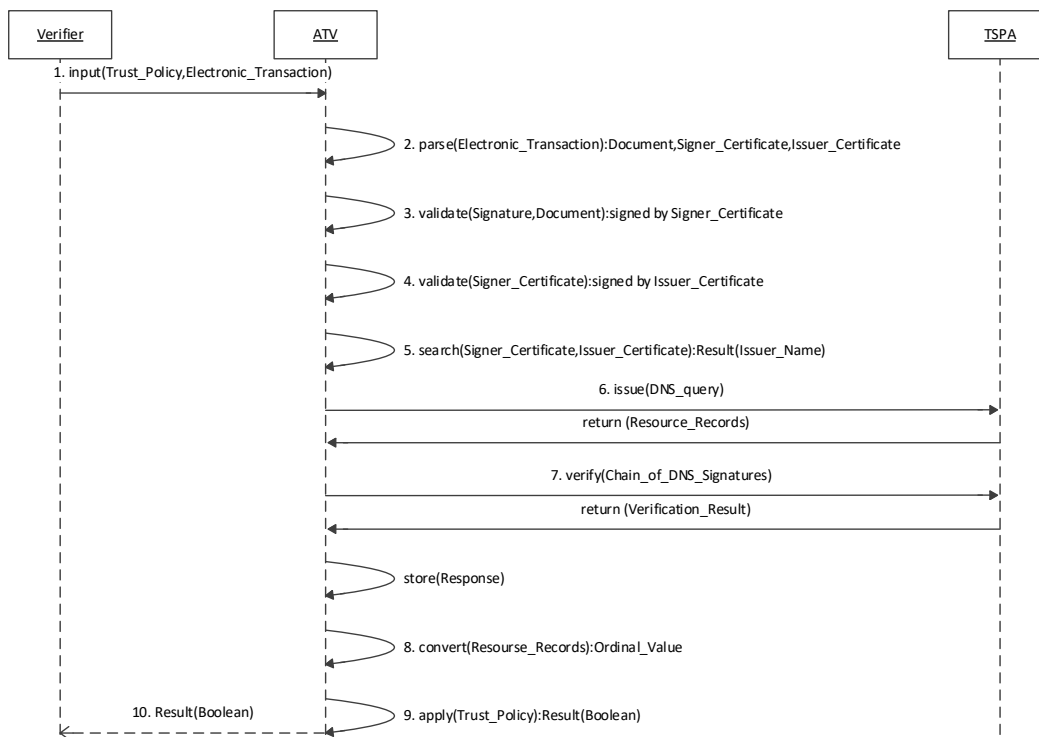 Verifier
ATV
TSPA
1. input(Trust_Policy,Electronic_Transaction)
2. parse(Electronic_Transaction):Document,Signer_Certificate,Issuer_Certificate
3. validate(Signature,Document):signed by Signer_Certificate
4. validate(Signer_Certificate):signed by Issuer_Certificate
5. search(Signer_Certificate,Issuer_Certificate):Result(Issuer_Name)
6. issue(DNS_query)
return (Resource_Records)
7. verify(Chain_of_DNS_Signatures)
return (Verification_Result)
store(Response)
8. convert(Resourse_Records):Ordinal_Value
10. Result(Boolean)
9. apply(Trust_Policy):Result(Boolean)